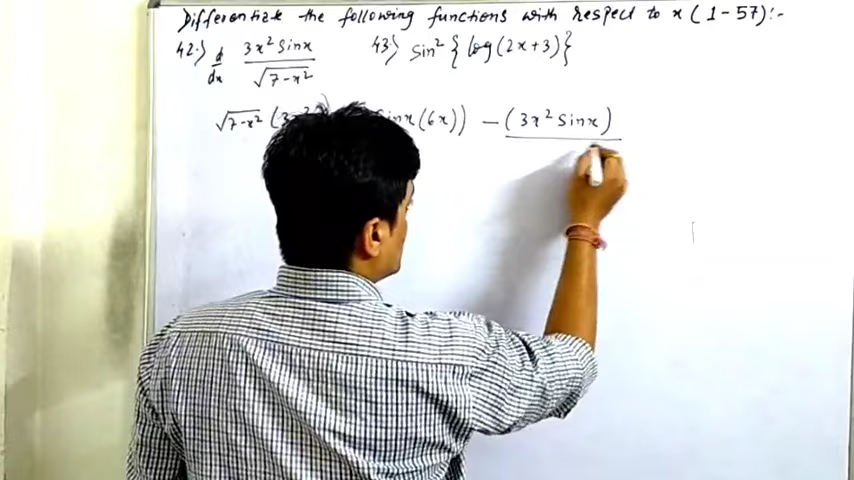 Differentiate the following functions with respect to x (1-57):-
42.) d/dx 3x² sinx / √(7-x²) 43.) sin² { log (2x+3) }
√(7-x²) (3x² sinx (6x)) - (3x² sinx)